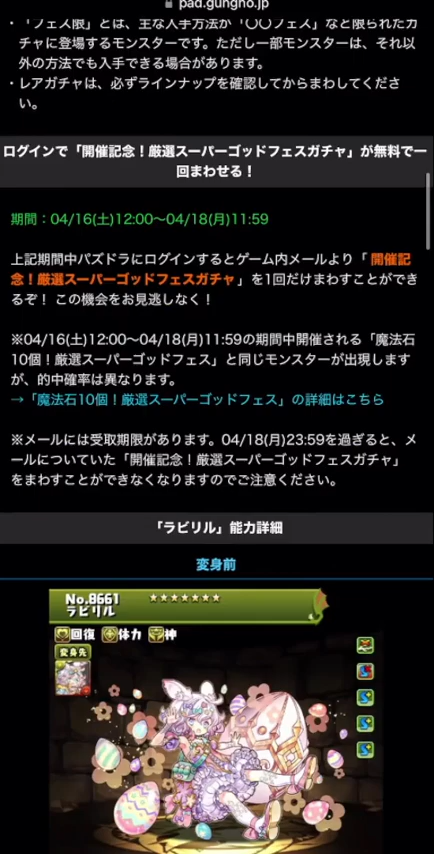 pad.gungho.jp
・「フェス限」とは、主な入手方法が「〇〇フェス」など限られたガ
チャに登場するモンスターです。ただし一部モンスターは、それ以
外の方法でも入手できる場合があります。
・レアガチャは、必ずラインナップを確認してからまわしてくださ
い。
ログインで「開催記念！厳選スーパーゴッドフェスガチャ」が無料で一
回まわせる！
期間：04/16(土)12:00～04/18(月)11:59
上記期間中パズドラにログインするとゲーム内メールより「開催記
念！厳選スーパーゴッドフェスガチャ」を1回だけまわすことができ
るぞ！ この機会をお見逃しなく！
※04/16(土)12:00～04/18(月)11:59の期間中開催される「魔法石
10個！厳選スーパーゴッドフェス」と同じモンスターが出現します
が、的中確率は異なります。
→「魔法石10個！厳選スーパーゴッドフェス」の詳細はこちら
※メールには受取期限があります。04/18(月)23:59を過ぎると、メ
ールについていた「開催記念！厳選スーパーゴッドフェスガチャ」
をまわすことができなくなりますのでご注意ください。
「ラビリル」能力詳細
変身前
No.8661 ★★★★★★★
ラビリル
回復 体力 神
変身先